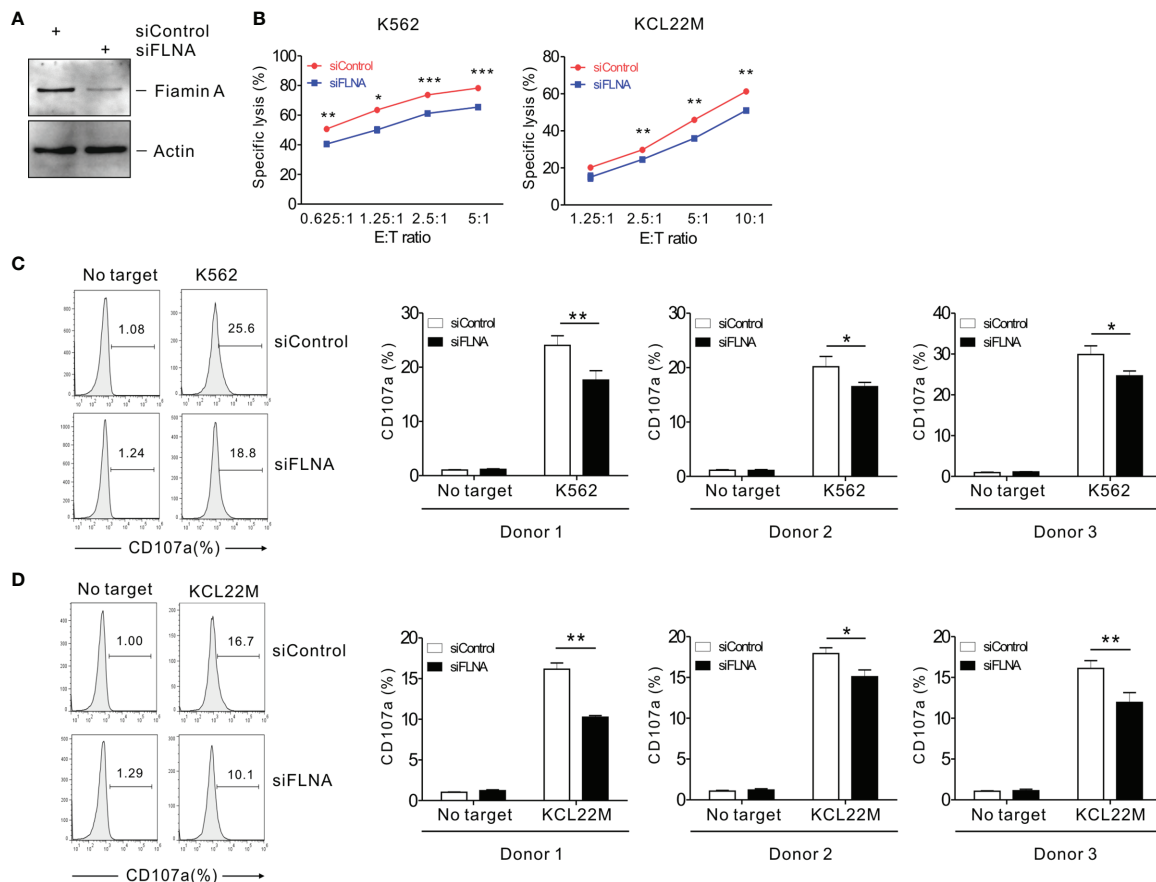 A
+ siControl
+ siFLNA
Fiamin A
Actin
B
K562
siControl
siFLNA
Specific lysis (%)
100
80
60
40
20
0
** * *** ***
0.625:1 1.25:1 2.5:1 5:1
E:T ratio
KCL22M
siControl
siFLNA
Specific lysis (%)
80
60
40
20
0
** ** **
1.25:1 2.5:1 5:1 10:1
E:T ratio
C
No target K562
1.08 25.6 siControl
1.24 18.8 siFLNA
CD107a(%)
siControl
siFLNA
CD107a (%)
30
20
10
0
**
No target K562
Donor 1
siControl
siFLNA
CD107a (%)
30
20
10
0
*
No target K562
Donor 2
siControl
siFLNA
CD107a (%)
40
30
20
10
0
*
No target K562
Donor 3
D
No target KCL22M
1.00 16.7 siControl
1.29 10.1 siFLNA
CD107a(%)
siControl
siFLNA
CD107a (%)
20
15
10
5
0
**
No target KCL22M
Donor 1
siControl
siFLNA
CD107a (%)
20
15
10
5
0
*
No target KCL22M
Donor 2
siControl
siFLNA
CD107a (%)
20
15
10
5
0
**
No target KCL22M
Donor 3